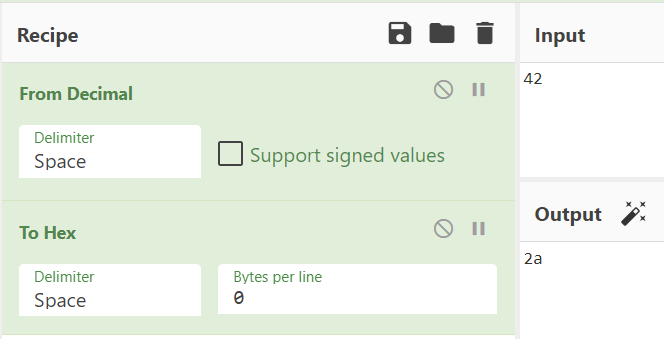 Recipe
From Decimal
Delimiter
Space
Support signed values
To Hex
Delimiter
Space
Bytes per line
0
Input
42
Output
2a